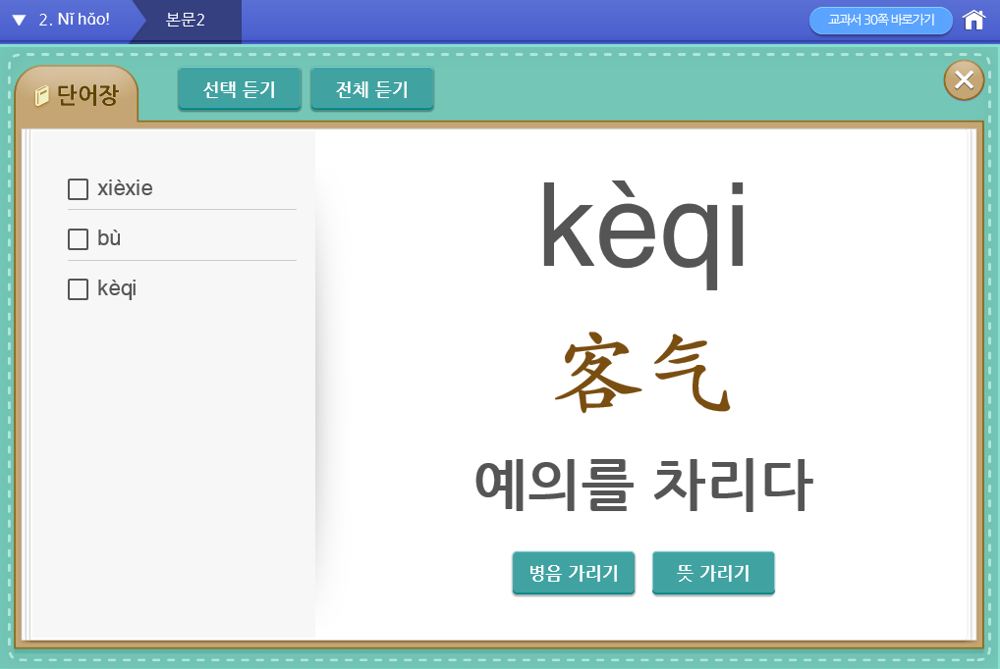 2. Nǐ hǎo!
본문2
교과서 30쪽 바로가기
단어장
선택 듣기
전체 듣기
xièxie
bù
kèqi
kèqi
客气
예의를 차리다
병음 가리기
뜻 가리기